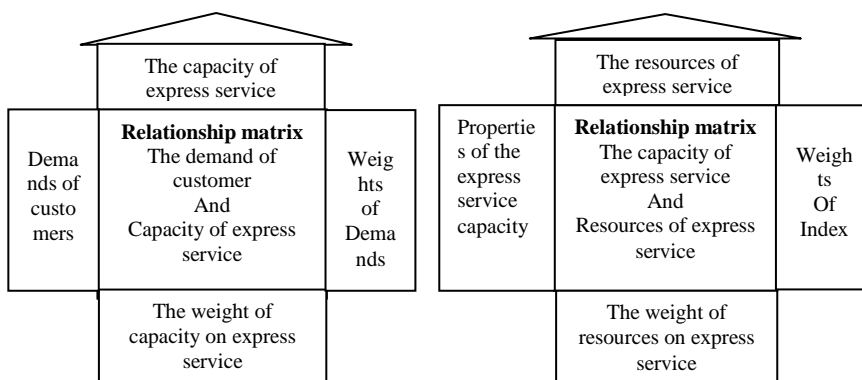 The capacity of
express service
Dema
nds of
custo
mers
Relationship matrix
The demand of
customer
And
Capacity of express
service
Weig
hts
of
Dema
nds
The weight of
capacity on express
service
The resources of
express service
Propertie
s of the
express
service
capacity
Relationship matrix
The capacity of
express service
And
Resources of express
service
Weigh
ts
Of
Index
The weight of
resources on express
service